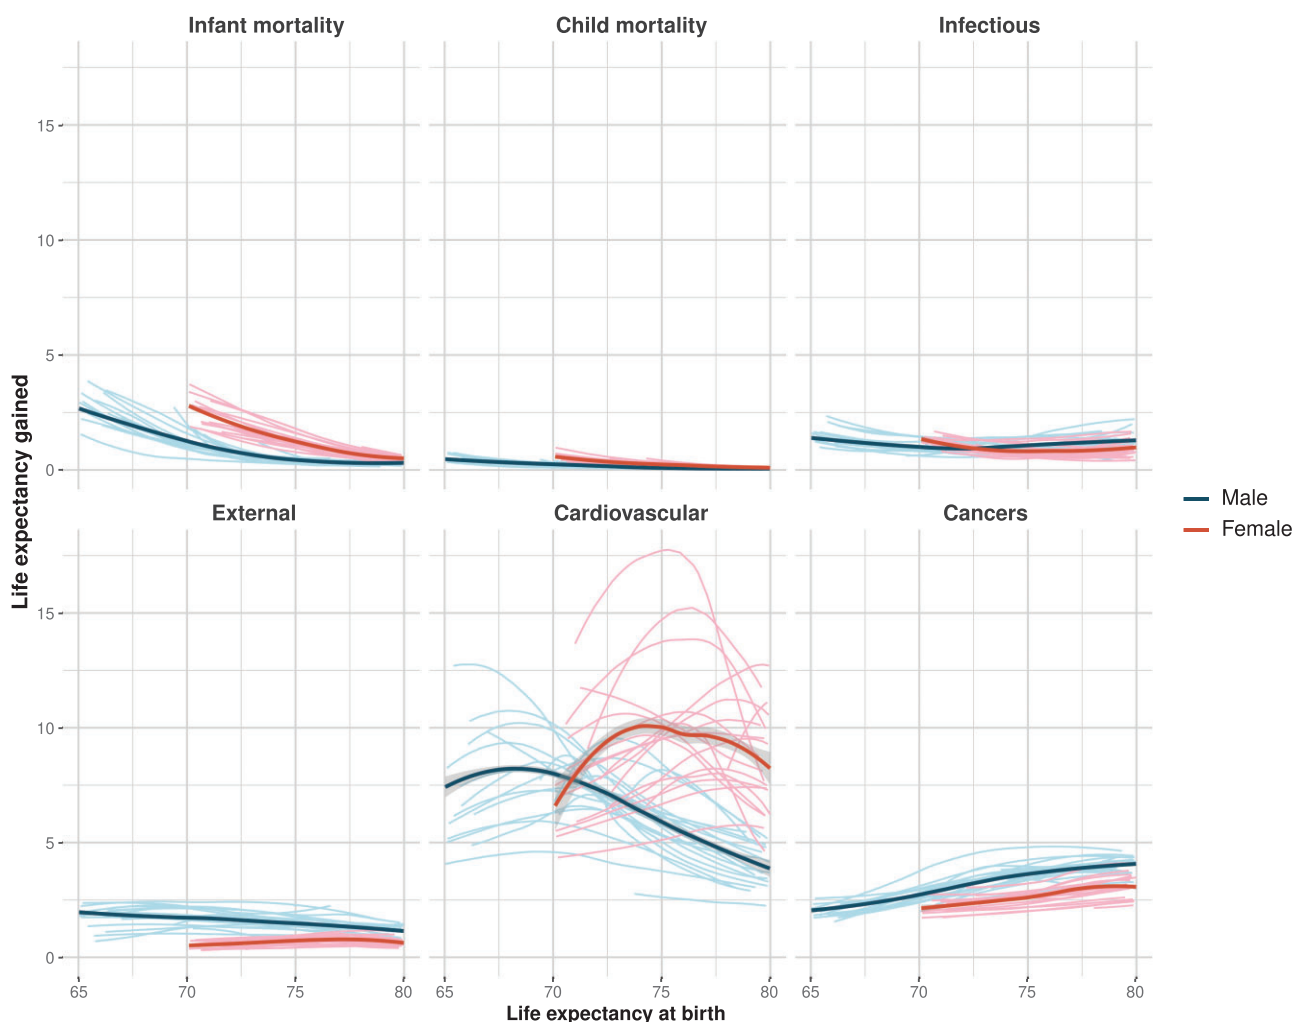 Infant mortality Child mortality Infectious
15
10
5
0
External Cardiovascular Cancers
15
10
5
0
65 70 75 80 65 70 75 80 65 70 75 80
Life expectancy at birth
Life expectancy gained
Male
Female